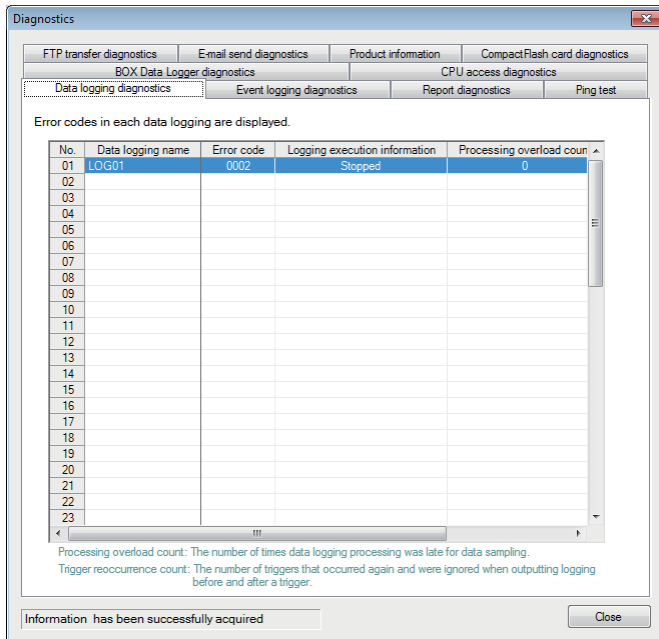 Diagnostics
FTP transfer diagnostics E-mail send diagnostics Product information CompactFlash card diagnostics
BOX Data Logger diagnostics CPU access diagnostics
Data logging diagnostics Event logging diagnostics Report diagnostics Ping test
Error codes in each data logging are displayed.
No. Data logging name Error code Logging execution information Processing overload coun
01 LOG01 0002 Stopped 0
02
03
04
05
06
07
08
09
10
11
12
13
14
15
16
17
18
19
20
21
22
23
Processing overload count: The number of times data logging processing was late for data sampling.
Trigger reoccurrence count: The number of triggers that occurred again and were ignored when outputting logging
before and after a trigger.
Information has been successfully acquired
Close